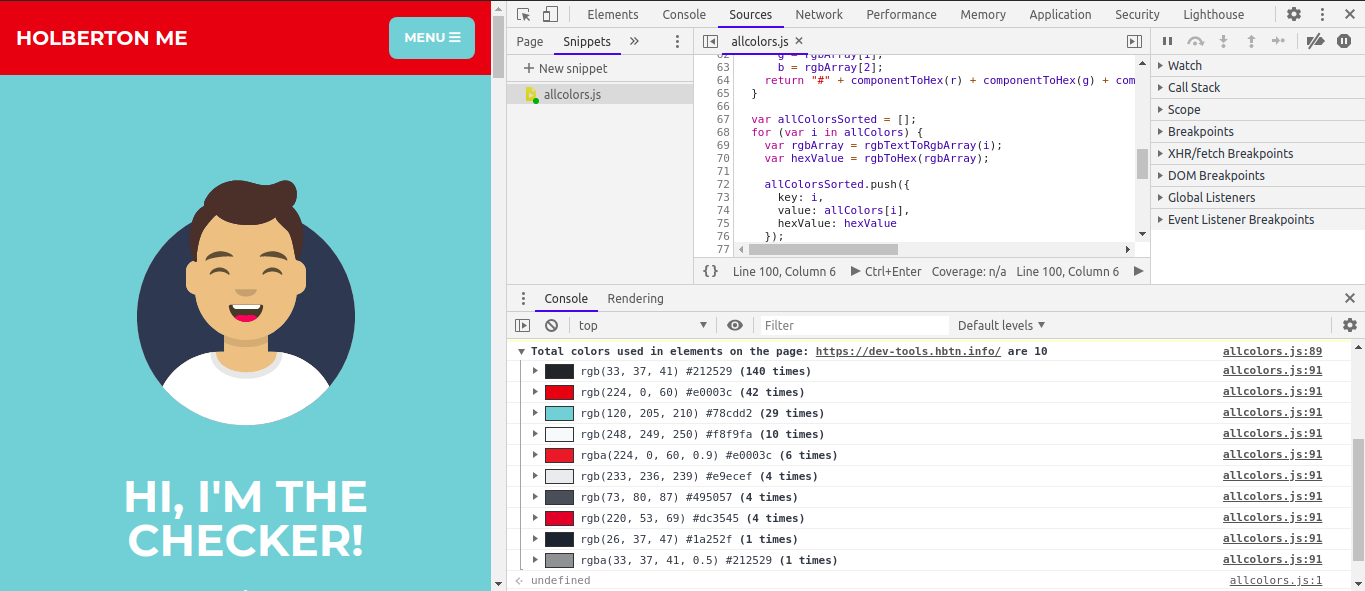 HOLBERTON ME
MENU
HI, I'M THE
CHECKER!
Elements Console Sources Network Performance Memory Application Security Lighthouse
Page Snippets
+ New snippet
allcolors.js
allcolors.js
62 g = rgbArray[1];
63 b = rgbArray[2];
64 return "#" + componentToHex(r) + componentToHex(g) + com
65 }
66
67 var allColorsSorted = [];
68 for (var i in allColors) {
69 var rgbArray = rgbTextToRgbArray(i);
70 var hexValue = rgbToHex(rgbArray);
71
72 allColorsSorted.push({
73 key: i,
74 value: allColors[i],
75 hexValue: hexValue
76 });
77
{} Line 100, Column 6 Ctrl+Enter Coverage: n/a Line 100, Column 6
Watch
Call Stack
Scope
Breakpoints
XHR/fetch Breakpoints
DOM Breakpoints
Global Listeners
Event Listener Breakpoints
Console Rendering
top Filter Default levels
Total colors used in elements on the page: https://dev-tools.hbtn.info/ are 10 allcolors.js:89
rgb(33, 37, 41) #212529 (140 times) allcolors.js:91
rgb(224, 0, 60) #e0003c (42 times) allcolors.js:91
rgb(120, 205, 210) #78cdd2 (29 times) allcolors.js:91
rgb(248, 249, 250) #f8f9fa (10 times) allcolors.js:91
rgba(224, 0, 60, 0.9) #e0003c (6 times) allcolors.js:91
rgb(233, 236, 239) #e9ecef (4 times) allcolors.js:91
rgb(73, 80, 87) #495057 (4 times) allcolors.js:91
rgb(220, 53, 69) #dc3545 (4 times) allcolors.js:91
rgb(26, 37, 47) #1a252f (1 times) allcolors.js:91
rgba(33, 37, 41, 0.5) #212529 (1 times) allcolors.js:91
undefined allcolors.js:1